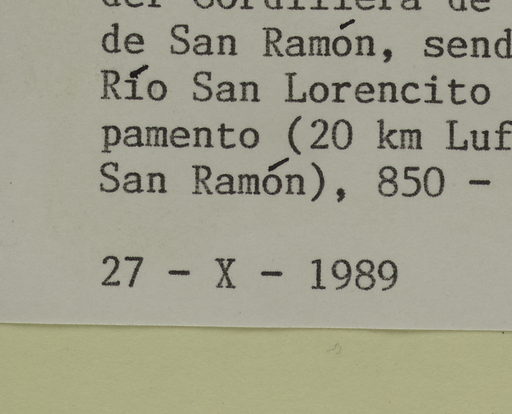 de San Ramón, send
Río San Lorencito
pamento (20 km Luf
San Ramón), 850 -
27 - X - 1989